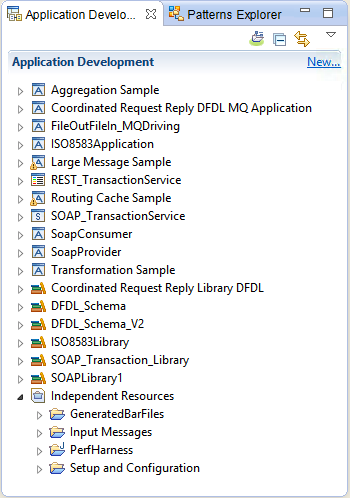 Application Develo... Patterns Explorer
Application Development New...
Aggregation Sample
Coordinated Request Reply DFDL MQ Application
FileOutFileIn_MQDriving
ISO8583Application
Large Message Sample
REST_TransactionService
Routing Cache Sample
SOAP_TransactionService
SoapConsumer
SoapProvider
Transformation Sample
Coordinated Request Reply Library DFDL
DFDL_Schema
DFDL_Schema_V2
ISO8583Library
SOAP_Transaction_Library
SOAPLibrary1
Independent Resources
GeneratedBarFiles
Input Messages
PerfHarness
Setup and Configuration